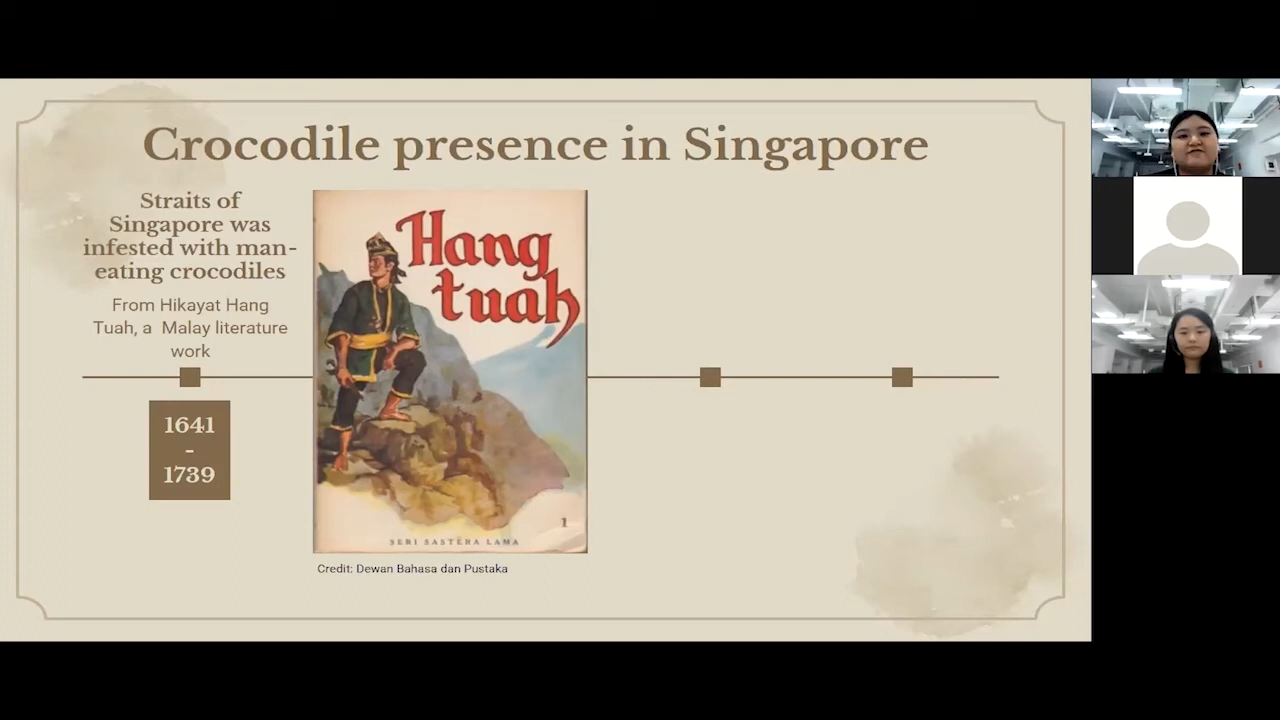 Crocodile presence in Singapore
Straits of
Singapore was
infested with man-
eating crocodiles
From Hikayat Hang
Tuah, a Malay literature
work
1641
-
1739
Hang
tuah
1
SERI SASTERA LAMA
Credit: Dewan Bahasa dan Pustaka